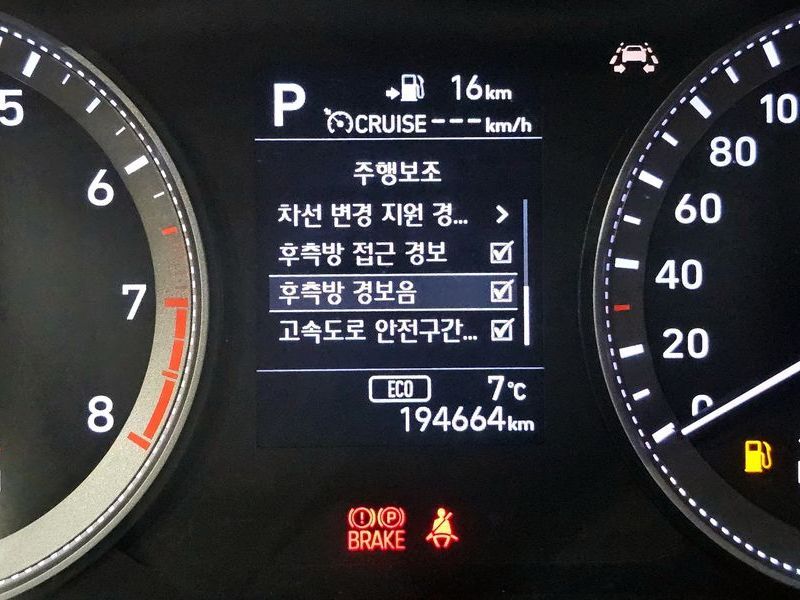 P 16km
CRUISE---km/h
주행보조
차선 변경 지원 경...
후측방 접근 경보
후측방 경보음
고속도로 안전구간...
ECO 7℃
194664km
5
6
7
8
100
80
60
40
20
0
P
BRAKE